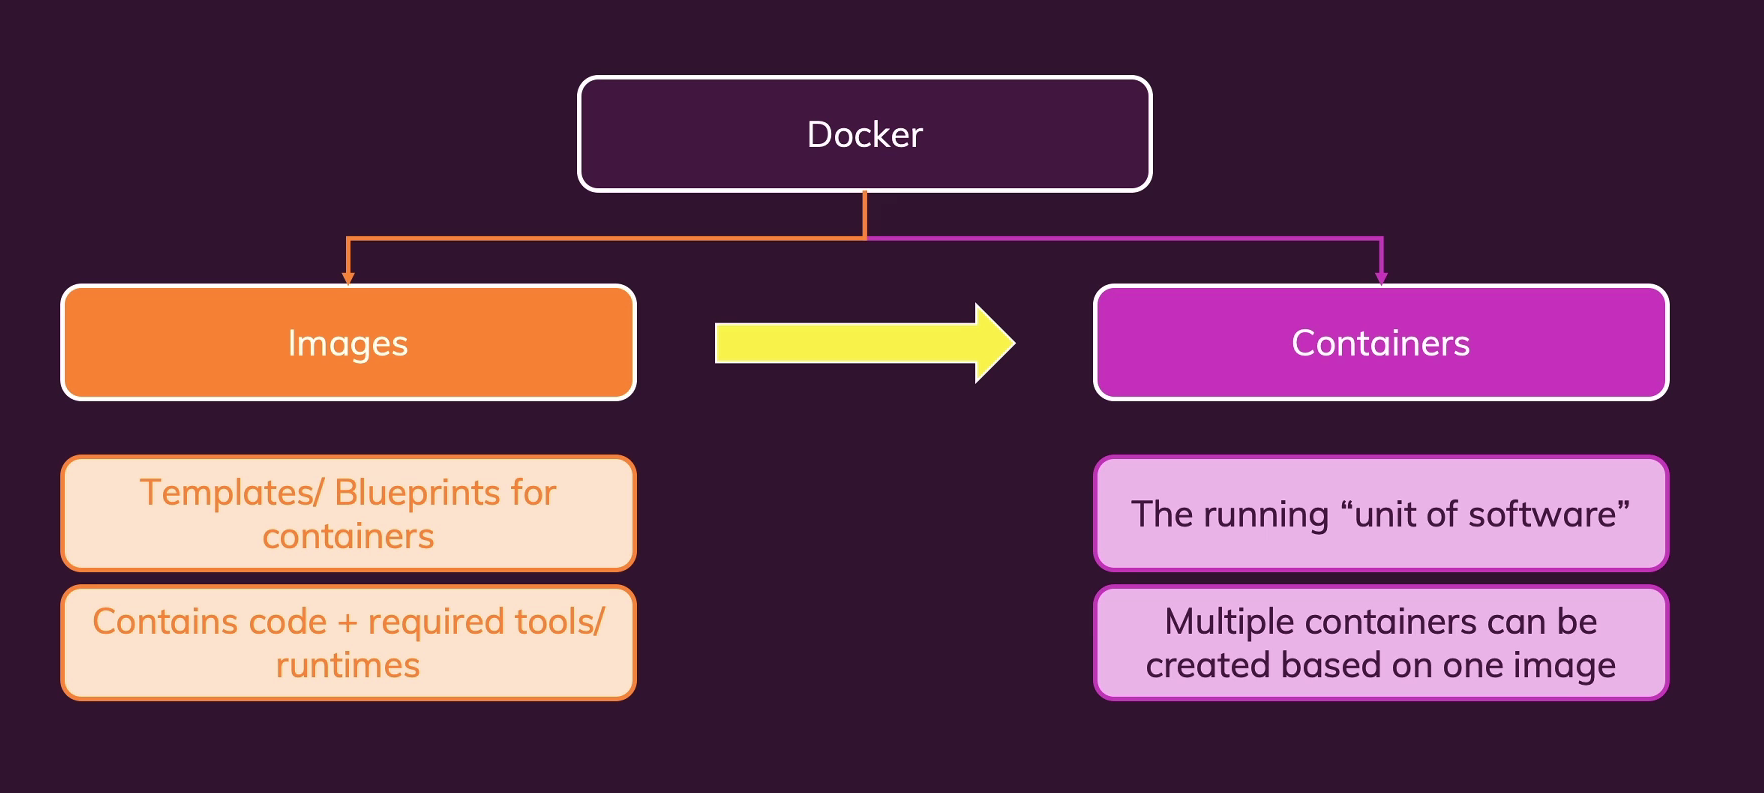 Docker
Images
Containers
Templates/ Blueprints for
containers
Contains code + required tools/
runtimes
The running “unit of software”
Multiple containers can be
created based on one image